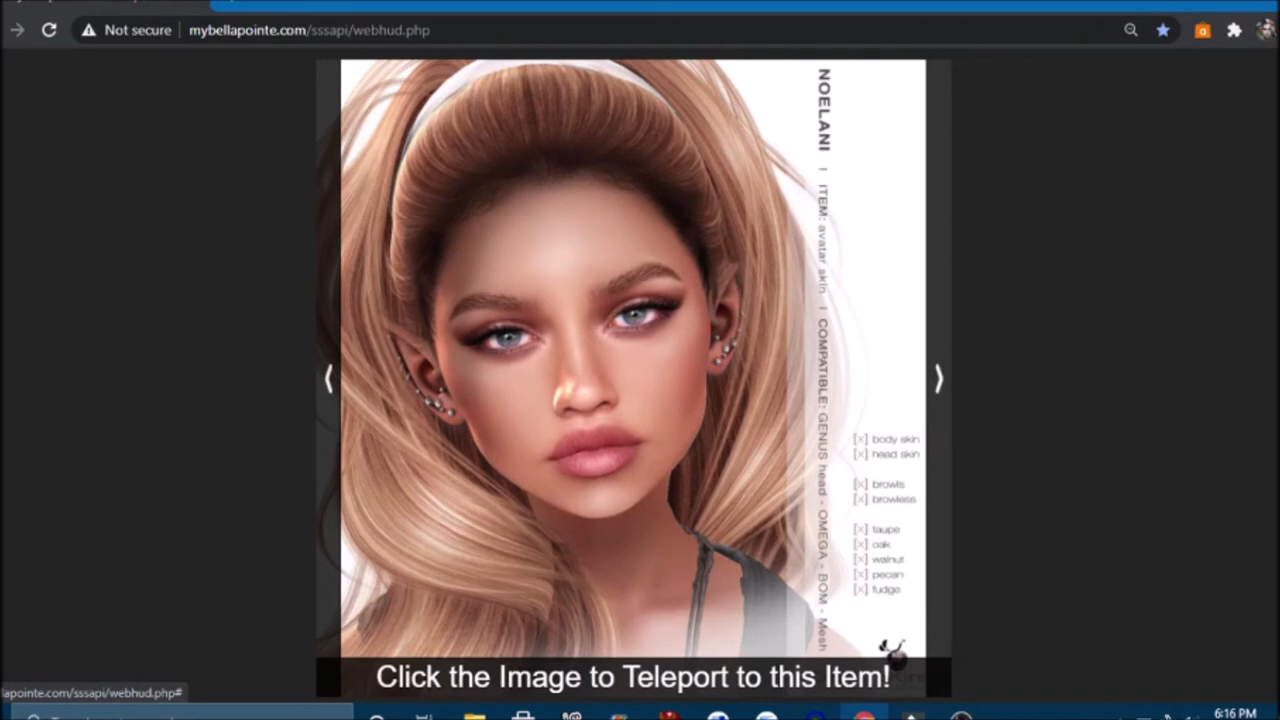 Not secure
mybellapointe.com/sssapi/webhud.php
NOELANI | ITEM: avatar skin | COMPATIBLE: GENUS head - OMEGA - BOM - Mesh
[x] body skin
[x] head skin
[x] browls
[x] browless
[x] taupe
[x] oak
[x] walnut
[x] pecan
[x] fudge
Click the Image to Teleport to this Item!
lapointe.com/sssapi/webhud.php#
6:16 PM